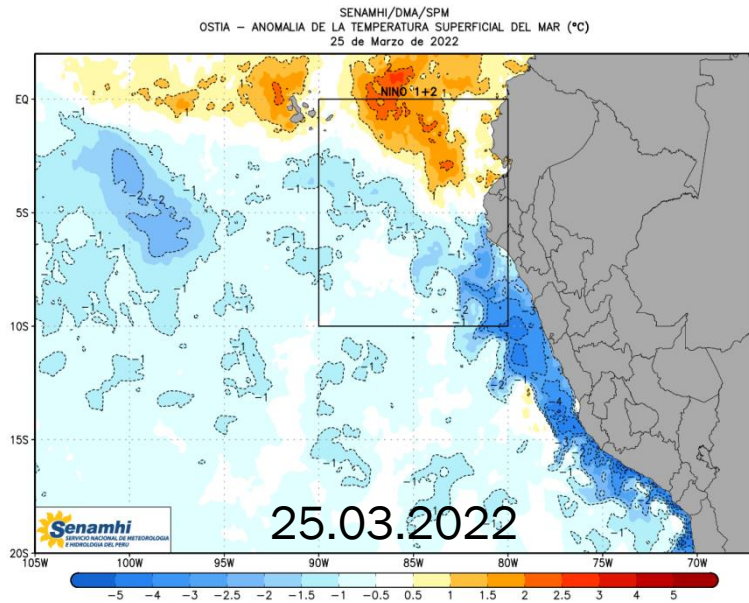 SENAMHI/DMA/SPM
OSTIA – ANOMALIA DE LA TEMPERATURA SUPERFICIAL DEL MAR (°C)
25 de Marzo de 2022
EQ
NINO 1+2
5S
10S
15S
20S
Senamhi
SERVICIO NACIONAL DE METEOROLOGIA
E HIDROLOGIA DEL PERU
25.03.2022
105W 100W 95W 90W 85W 80W 75W 70W
-5 -4 -3 -2.5 -2 -1.5 -1 -0.5 0.5 1 1.5 2 2.5 3 4 5